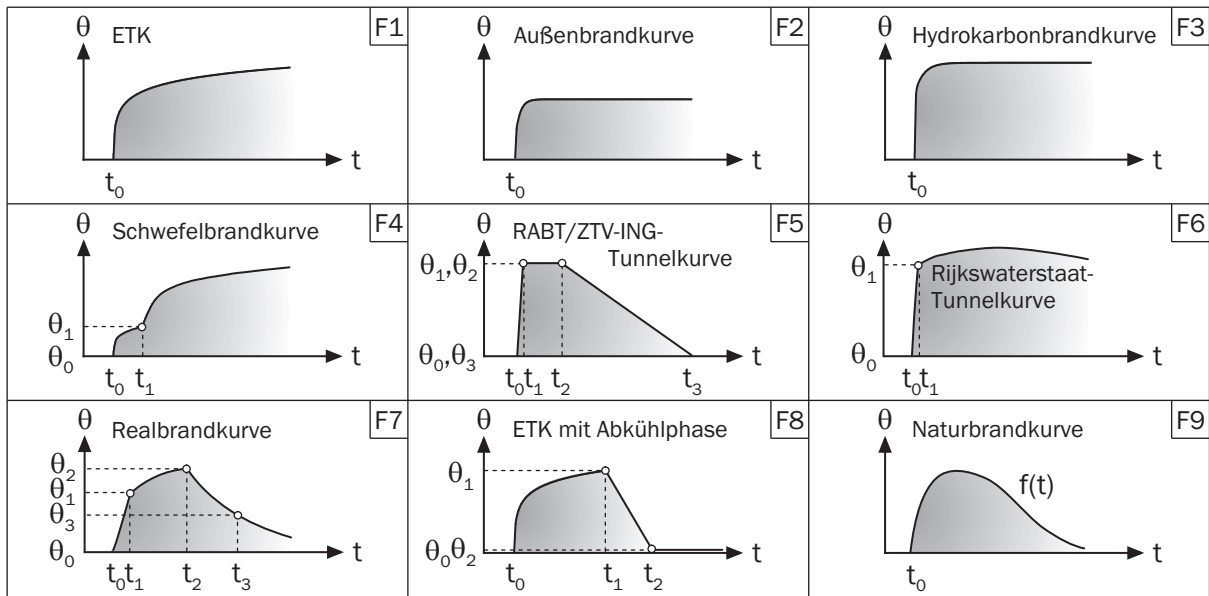 θ
ETK
F1
t
t₀
θ
Außenbrandkurve
F2
t
t₀
θ
Hydrokarbonbrandkurve
F3
t
t₀
θ
Schwefelbrandkurve
F4
θ₁
θ₀
t
t₀ t₁
θ
RABT/ZTV-ING-
Tunnelkurve
F5
θ₁,θ₂
θ₀,θ₃
t
t₀t₁ t₂ t₃
θ
F6
θ₁
Rijkswaterstaat-
Tunnelkurve
θ₀
t
t₀t₁
θ
Realbrandkurve
F7
θ₂
θ₁
θ₃
θ₀
t
t₀t₁ t₂ t₃
θ
ETK mit Abkühlphase
F8
θ₁
θ₀θ₂
t
t₀ t₁ t₂
θ
Naturbrandkurve
F9
f(t)
t
t₀